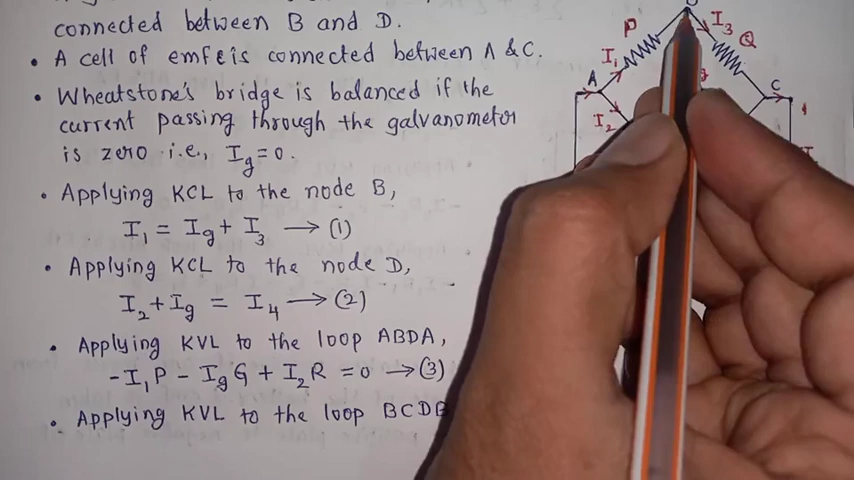 connected between B and D.
• A cell of emf ε is connected between A & C.
• Wheatstone's bridge is balanced if the
current passing through the galvanometor
is zero i.e., Ig = 0.
• Applying KCL to the node B,
I₁ = Ig + I₃ → (1)
• Applying KCL to the node D,
I₂ + Ig = I₄ → (2)
• Applying KVL to the loop ABDA,
-I₁P - IgG + I₂R = 0 → (3)
• Applying KVL to the loop BCDB
P
I₃
Q
I₁
A
C
I₂